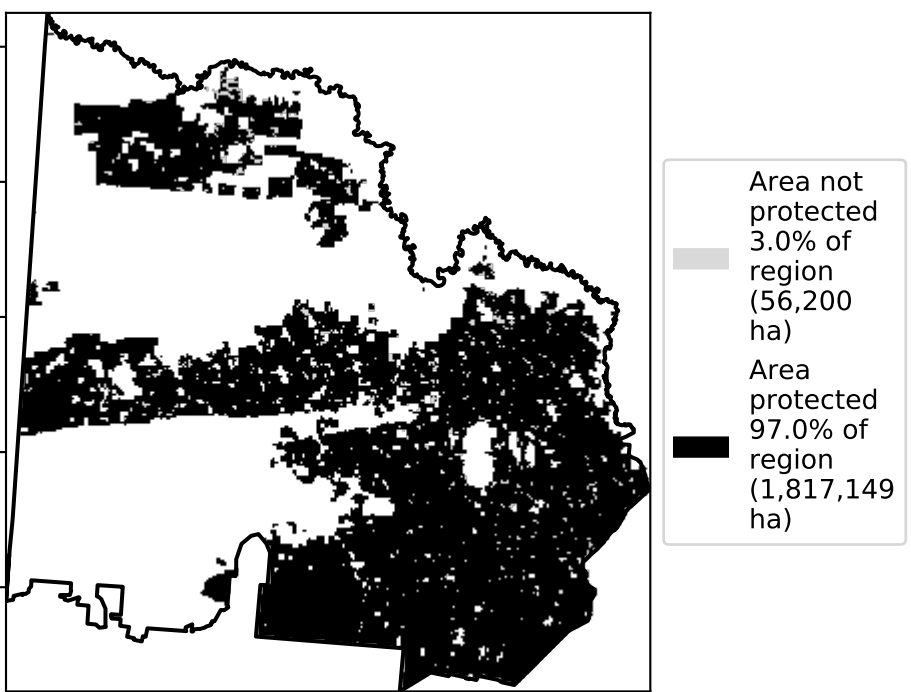 Area not
protected
3.0% of
region
(56,200
ha)
Area
protected
97.0% of
region
(1,817,149
ha)